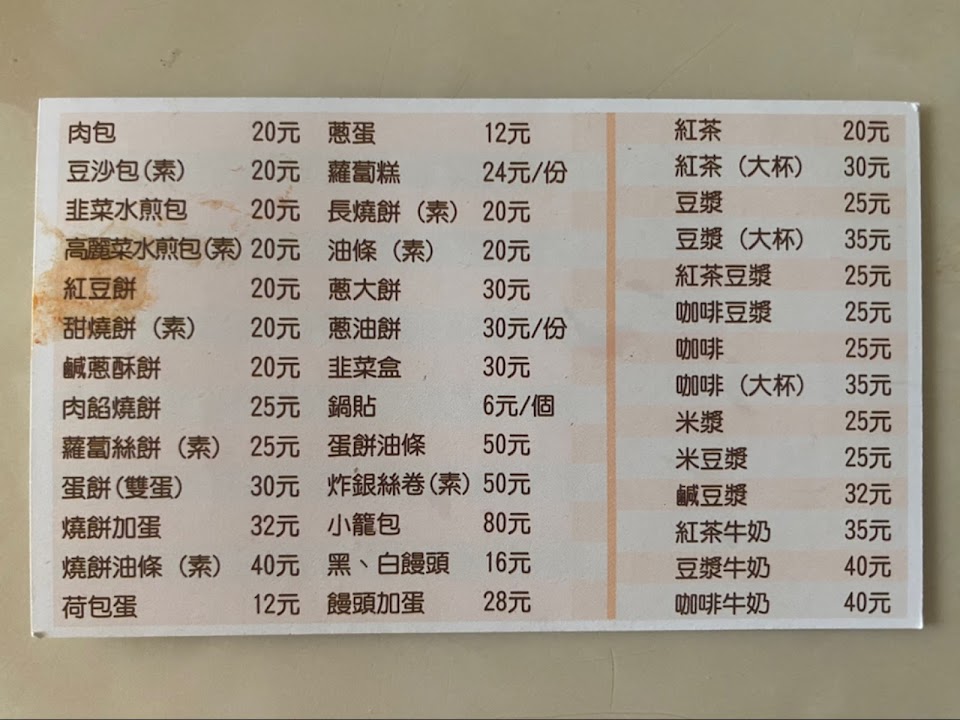 肉包 20元
豆沙包(素) 20元
韭菜水煎包 20元
高麗菜水煎包(素) 20元
紅豆餅 20元
甜燒餅（素） 20元
鹹蔥酥餅 20元
肉餡燒餅 25元
蘿蔔絲餅（素） 25元
蛋餅(雙蛋) 30元
燒餅加蛋 32元
燒餅油條（素） 40元
荷包蛋 12元
蔥蛋 12元
蘿蔔糕 24元/份
長燒餅（素） 20元
油條（素） 20元
蔥大餅 30元
蔥油餅 30元/份
韭菜盒 30元
鍋貼 6元/個
蛋餅油條 50元
炸銀絲卷(素) 50元
小籠包 80元
黑、白饅頭 16元
饅頭加蛋 28元
紅茶 20元
紅茶（大杯） 30元
豆漿 25元
豆漿（大杯） 35元
紅茶豆漿 25元
咖啡豆漿 25元
咖啡 25元
咖啡（大杯） 35元
米漿 25元
米豆漿 25元
鹹豆漿 32元
紅茶牛奶 35元
豆漿牛奶 40元
咖啡牛奶 40元